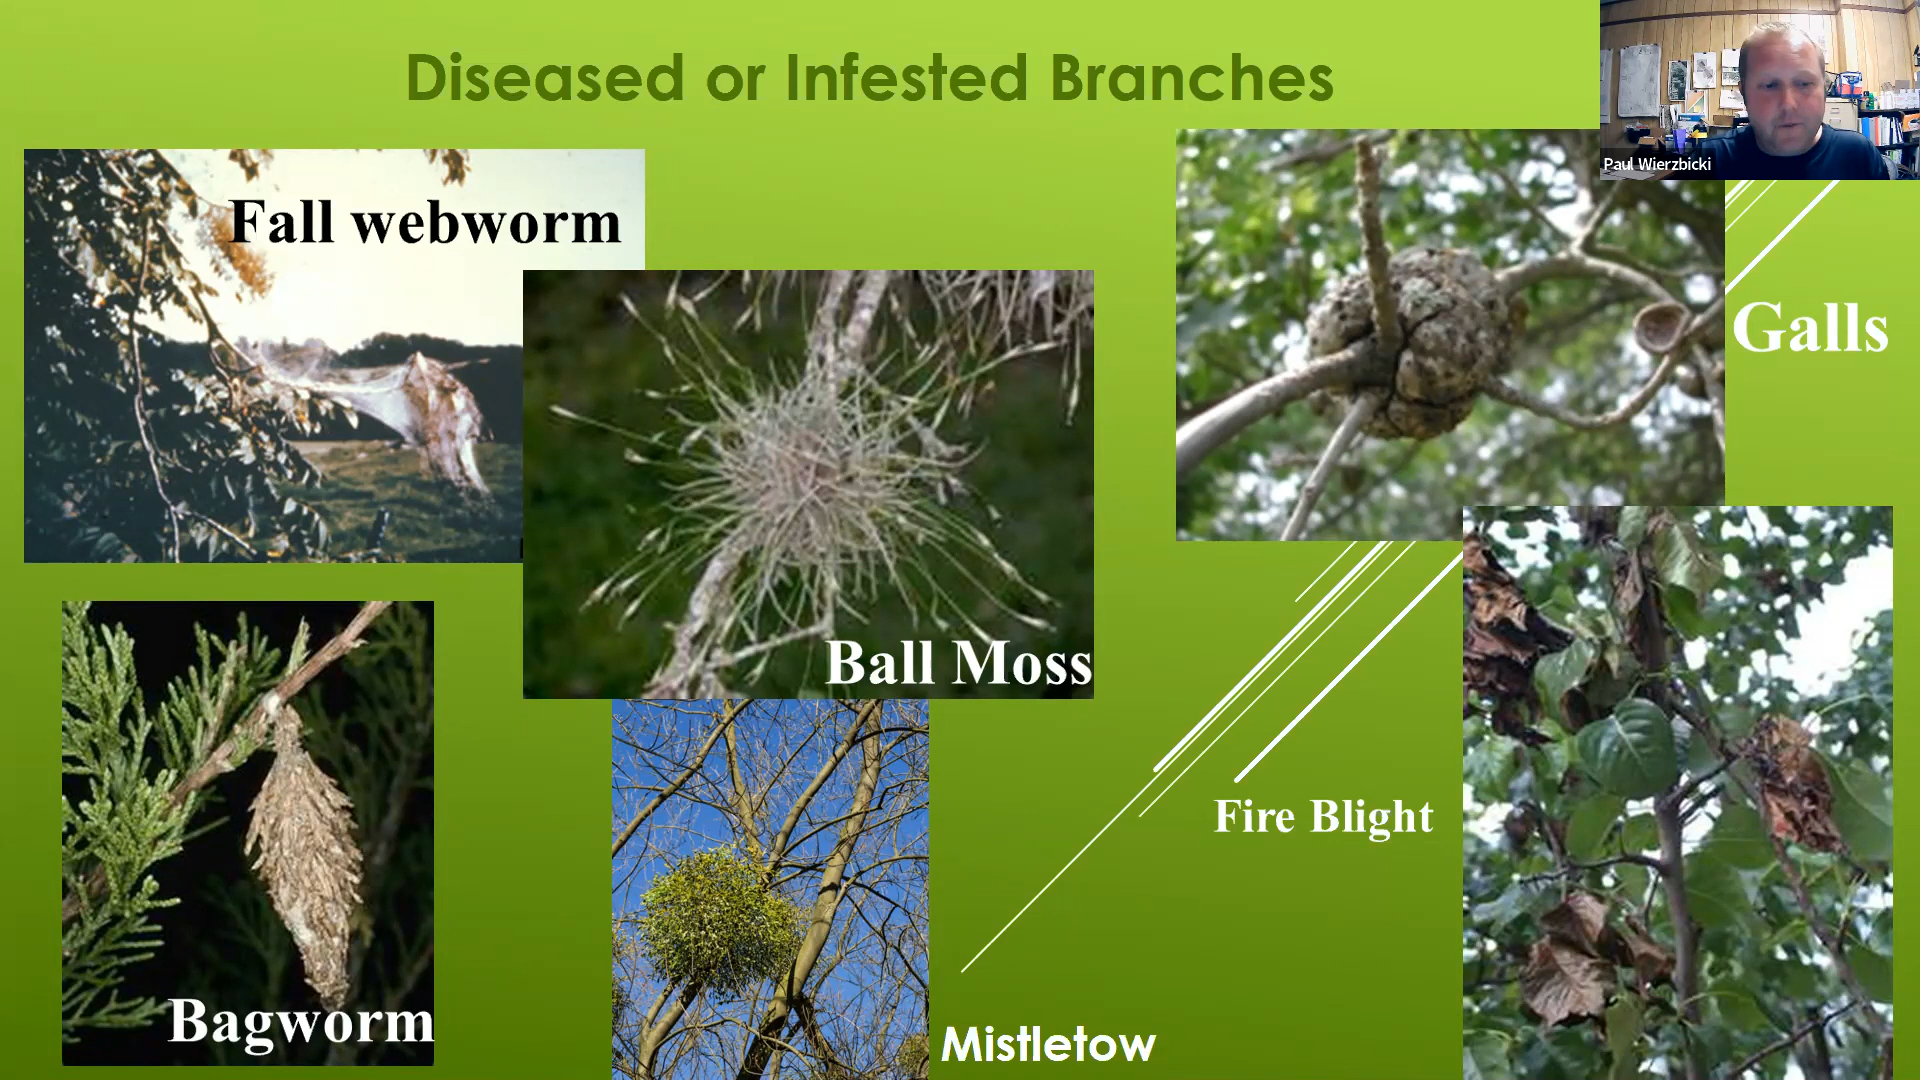 Diseased or Infested Branches
Paul Wierzbicki
Fall webworm
Galls
Ball Moss
Fire Blight
Bagworm
Mistletow